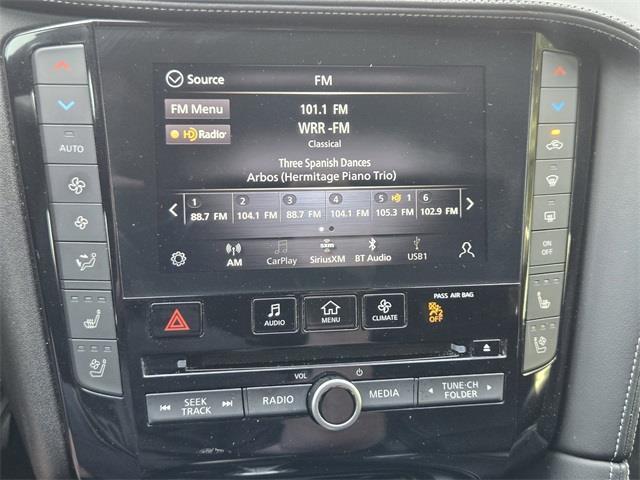 Source
FM
FM Menu
HD Radio
101.1 FM
WRR -FM
Classical
Three Spanish Dances
Arbos (Hermitage Piano Trio)
1 2 3 4 5 HD 1 6
88.7 FM 104.1 FM 88.7 FM 104.1 FM 105.3 FM 102.9 FM
AM CarPlay SiriusXM BT Audio USB1
sxm
AUTO
ON
OFF
AUDIO
MENU
CLIMATE
PASS AIR BAG
OFF
VOL
SEEK
TRACK
RADIO
MEDIA
TUNE·CH
FOLDER